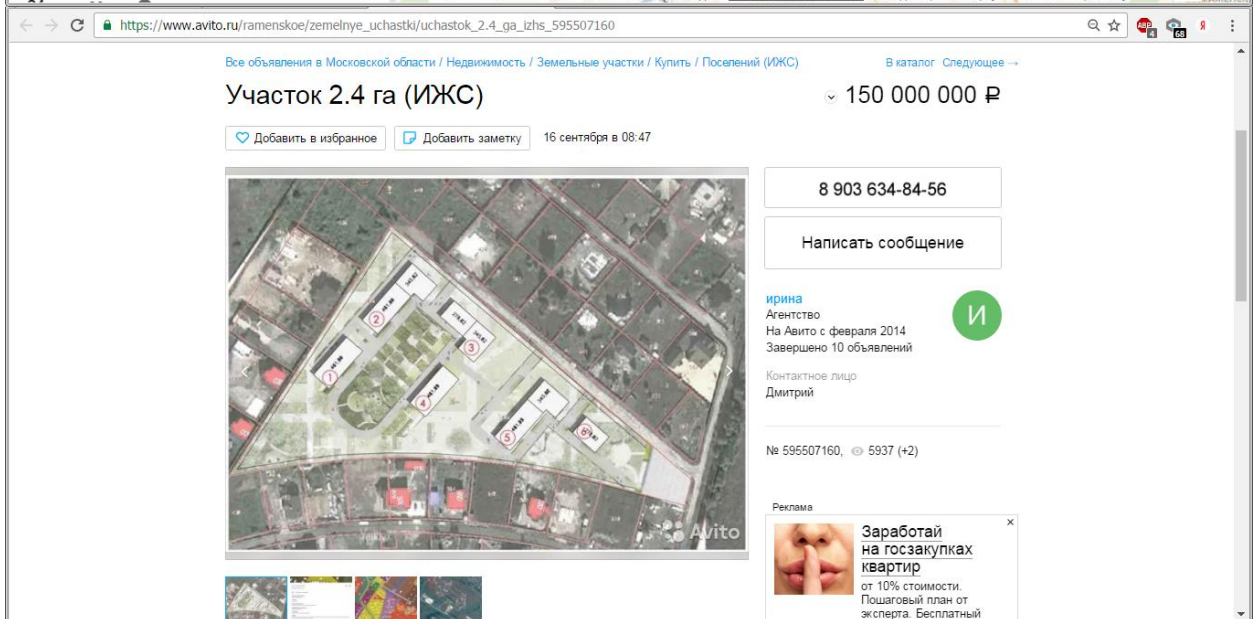 https://www.avito.ru/ramenskoe/zemelnye_uchastki/uchastok_2.4_ga_izhs_595507160
ABP
4
68
Я
Все объявления в Московской области / Недвижимость / Земельные участки / Купить / Поселений (ИЖС)
В каталог Следующее →
Участок 2.4 га (ИЖС)
150 000 000 ₽
Добавить в избранное
Добавить заметку
16 сентября в 08:47
8 903 634-84-56
Написать сообщение
ирина
Агентство
На Авито с февраля 2014
Завершено 10 объявлений
И
Контактное лицо
Дмитрий
№ 595507160, 5937 (+2)
2
3
1
4
5
Avito
Реклама
Заработай
на госзакупках
квартир
от 10% стоимости.
Пошаговый план от
эксперта. Бесплатный